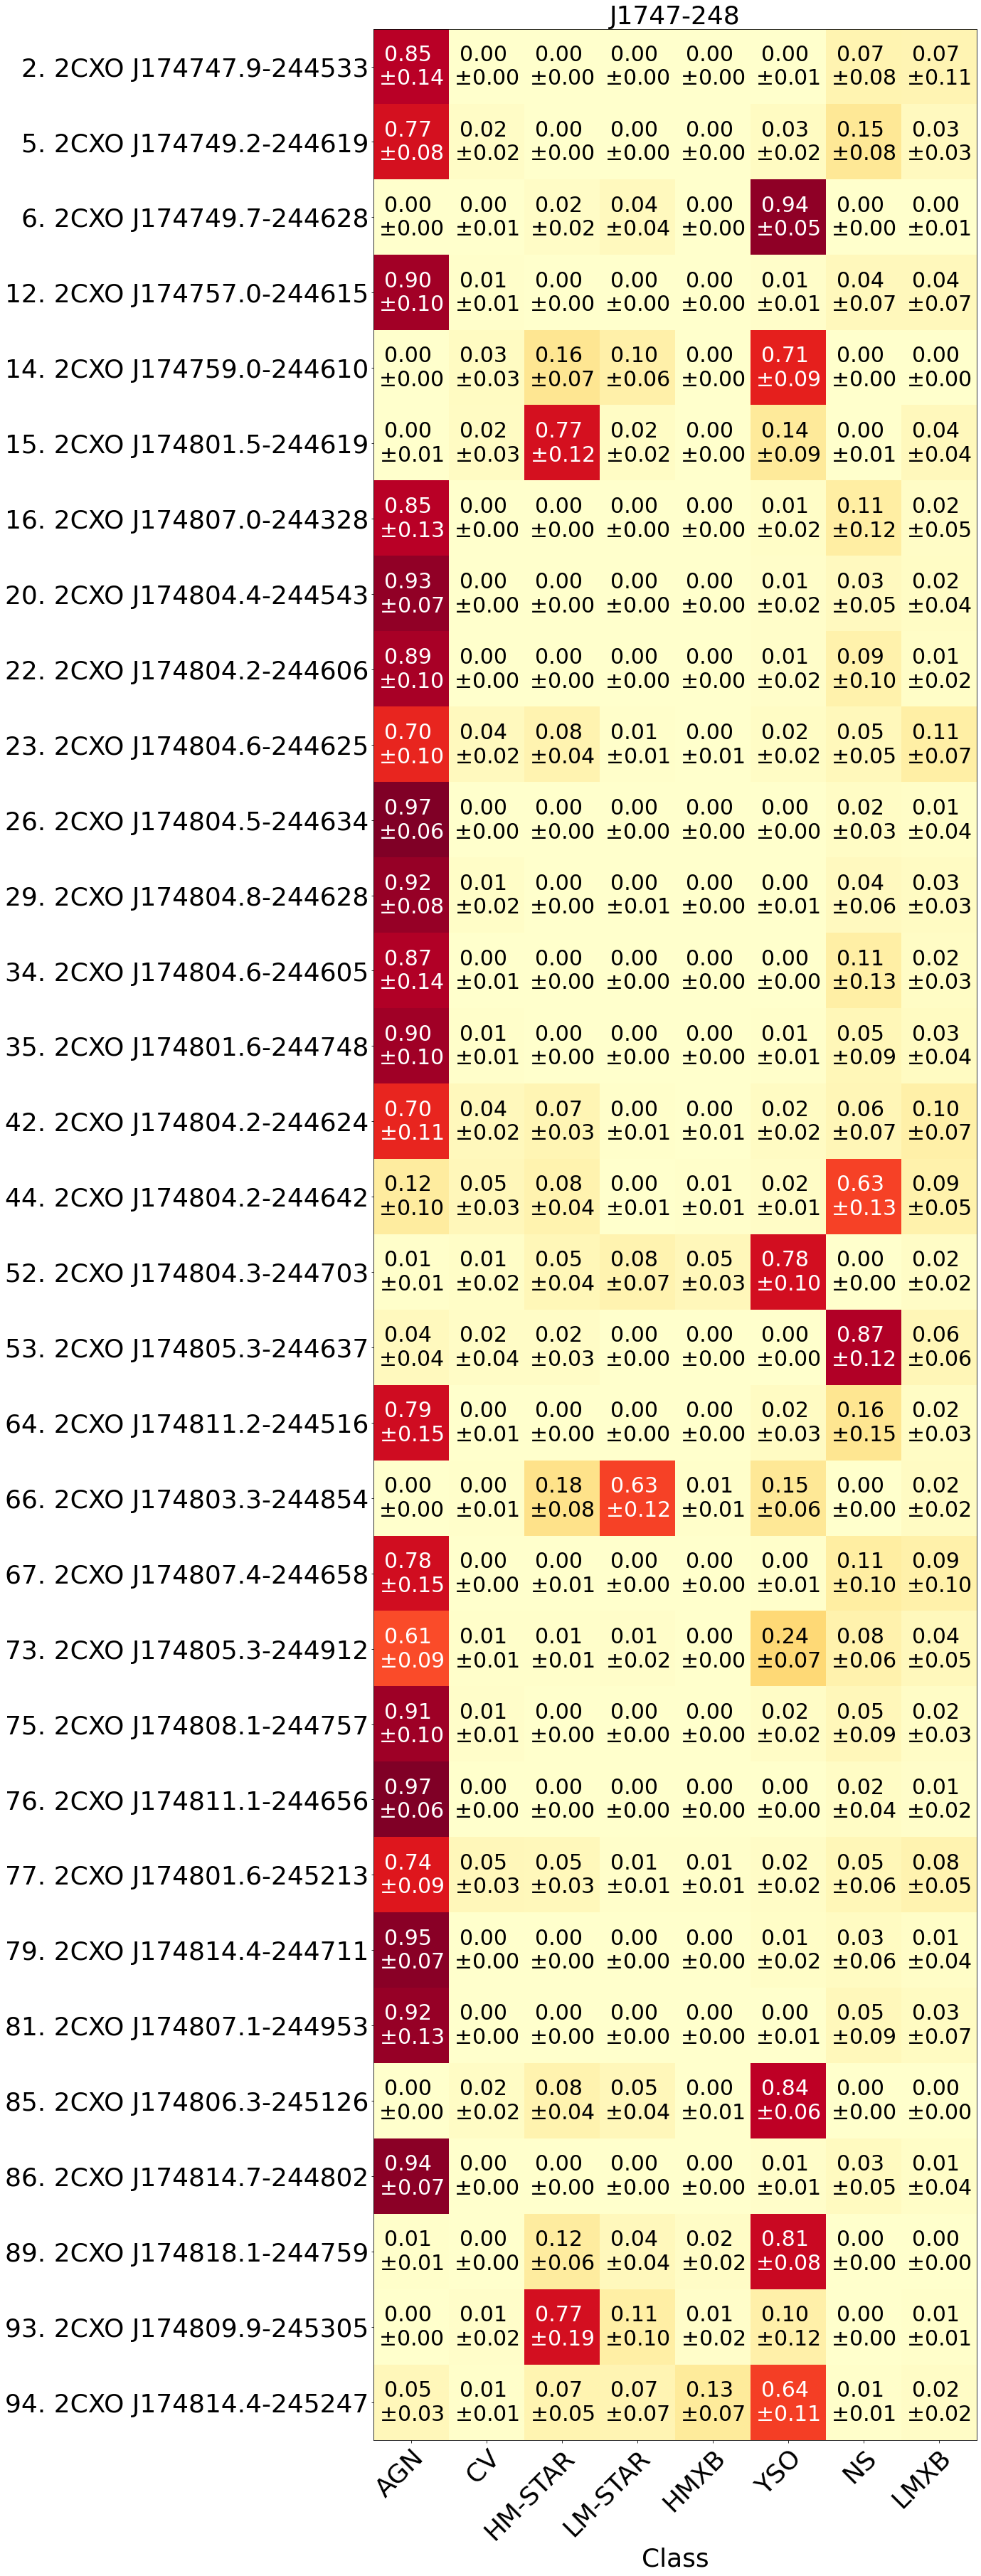 J1747-248
2. 2CXO J174747.9-244533 0.85 0.00 0.00 0.00 0.00 0.00 0.07 0.07
±0.14 ±0.00 ±0.00 ±0.00 ±0.00 ±0.01 ±0.08 ±0.11
5. 2CXO J174749.2-244619 0.77 0.02 0.00 0.00 0.00 0.03 0.15 0.03
±0.08 ±0.02 ±0.00 ±0.00 ±0.00 ±0.02 ±0.08 ±0.03
6. 2CXO J174749.7-244628 0.00 0.00 0.02 0.04 0.00 0.94 0.00 0.00
±0.00 ±0.01 ±0.02 ±0.04 ±0.00 ±0.05 ±0.00 ±0.01
12. 2CXO J174757.0-244615 0.90 0.01 0.00 0.00 0.00 0.01 0.04 0.04
±0.10 ±0.01 ±0.00 ±0.00 ±0.00 ±0.01 ±0.07 ±0.07
14. 2CXO J174759.0-244610 0.00 0.03 0.16 0.10 0.00 0.71 0.00 0.00
±0.00 ±0.03 ±0.07 ±0.06 ±0.00 ±0.09 ±0.00 ±0.00
15. 2CXO J174801.5-244619 0.00 0.02 0.77 0.02 0.00 0.14 0.00 0.04
±0.01 ±0.03 ±0.12 ±0.02 ±0.00 ±0.09 ±0.01 ±0.04
16. 2CXO J174807.0-244328 0.85 0.00 0.00 0.00 0.00 0.01 0.11 0.02
±0.13 ±0.00 ±0.00 ±0.00 ±0.00 ±0.02 ±0.12 ±0.05
20. 2CXO J174804.4-244543 0.93 0.00 0.00 0.00 0.00 0.01 0.03 0.02
±0.07 ±0.00 ±0.00 ±0.00 ±0.00 ±0.02 ±0.05 ±0.04
22. 2CXO J174804.2-244606 0.89 0.00 0.00 0.00 0.00 0.01 0.09 0.01
±0.10 ±0.00 ±0.00 ±0.00 ±0.00 ±0.02 ±0.10 ±0.02
23. 2CXO J174804.6-244625 0.70 0.04 0.08 0.01 0.00 0.02 0.05 0.11
±0.10 ±0.02 ±0.04 ±0.01 ±0.01 ±0.02 ±0.05 ±0.07
26. 2CXO J174804.5-244634 0.97 0.00 0.00 0.00 0.00 0.00 0.02 0.01
±0.06 ±0.00 ±0.00 ±0.00 ±0.00 ±0.00 ±0.03 ±0.04
29. 2CXO J174804.8-244628 0.92 0.01 0.00 0.00 0.00 0.00 0.04 0.03
±0.08 ±0.02 ±0.00 ±0.01 ±0.00 ±0.01 ±0.06 ±0.03
34. 2CXO J174804.6-244605 0.87 0.00 0.00 0.00 0.00 0.00 0.11 0.02
±0.14 ±0.01 ±0.00 ±0.00 ±0.00 ±0.00 ±0.13 ±0.03
35. 2CXO J174801.6-244748 0.90 0.01 0.00 0.00 0.00 0.01 0.05 0.03
±0.10 ±0.01 ±0.00 ±0.00 ±0.00 ±0.01 ±0.09 ±0.04
42. 2CXO J174804.2-244624 0.70 0.04 0.07 0.00 0.00 0.02 0.06 0.10
±0.11 ±0.02 ±0.03 ±0.01 ±0.01 ±0.02 ±0.07 ±0.07
44. 2CXO J174804.2-244642 0.12 0.05 0.08 0.00 0.01 0.02 0.63 0.09
±0.10 ±0.03 ±0.04 ±0.01 ±0.01 ±0.01 ±0.13 ±0.05
52. 2CXO J174804.3-244703 0.01 0.01 0.05 0.08 0.05 0.78 0.00 0.02
±0.01 ±0.02 ±0.04 ±0.07 ±0.03 ±0.10 ±0.00 ±0.02
53. 2CXO J174805.3-244637 0.04 0.02 0.02 0.00 0.00 0.00 0.87 0.06
±0.04 ±0.04 ±0.03 ±0.00 ±0.00 ±0.00 ±0.12 ±0.06
64. 2CXO J174811.2-244516 0.79 0.00 0.00 0.00 0.00 0.02 0.16 0.02
±0.15 ±0.01 ±0.00 ±0.00 ±0.00 ±0.03 ±0.15 ±0.03
66. 2CXO J174803.3-244854 0.00 0.00 0.18 0.63 0.01 0.15 0.00 0.02
±0.00 ±0.01 ±0.08 ±0.12 ±0.01 ±0.06 ±0.00 ±0.02
67. 2CXO J174807.4-244658 0.78 0.00 0.00 0.00 0.00 0.00 0.11 0.09
±0.15 ±0.00 ±0.01 ±0.00 ±0.00 ±0.01 ±0.10 ±0.10
73. 2CXO J174805.3-244912 0.61 0.01 0.01 0.01 0.00 0.24 0.08 0.04
±0.09 ±0.01 ±0.01 ±0.02 ±0.00 ±0.07 ±0.06 ±0.05
75. 2CXO J174808.1-244757 0.91 0.01 0.00 0.00 0.00 0.02 0.05 0.02
±0.10 ±0.01 ±0.00 ±0.00 ±0.00 ±0.02 ±0.09 ±0.03
76. 2CXO J174811.1-244656 0.97 0.00 0.00 0.00 0.00 0.00 0.02 0.01
±0.06 ±0.00 ±0.00 ±0.00 ±0.00 ±0.00 ±0.04 ±0.02
77. 2CXO J174801.6-245213 0.74 0.05 0.05 0.01 0.01 0.02 0.05 0.08
±0.09 ±0.03 ±0.03 ±0.01 ±0.01 ±0.02 ±0.06 ±0.05
79. 2CXO J174814.4-244711 0.95 0.00 0.00 0.00 0.00 0.01 0.03 0.01
±0.07 ±0.00 ±0.00 ±0.00 ±0.00 ±0.02 ±0.06 ±0.04
81. 2CXO J174807.1-244953 0.92 0.00 0.00 0.00 0.00 0.00 0.05 0.03
±0.13 ±0.00 ±0.00 ±0.00 ±0.00 ±0.01 ±0.09 ±0.07
85. 2CXO J174806.3-245126 0.00 0.02 0.08 0.05 0.00 0.84 0.00 0.00
±0.00 ±0.02 ±0.04 ±0.04 ±0.01 ±0.06 ±0.00 ±0.00
86. 2CXO J174814.7-244802 0.94 0.00 0.00 0.00 0.00 0.01 0.03 0.01
±0.07 ±0.00 ±0.00 ±0.00 ±0.00 ±0.01 ±0.05 ±0.04
89. 2CXO J174818.1-244759 0.01 0.00 0.12 0.04 0.02 0.81 0.00 0.00
±0.01 ±0.00 ±0.06 ±0.04 ±0.02 ±0.08 ±0.00 ±0.00
93. 2CXO J174809.9-245305 0.00 0.01 0.77 0.11 0.01 0.10 0.00 0.01
±0.00 ±0.02 ±0.19 ±0.10 ±0.02 ±0.12 ±0.00 ±0.01
94. 2CXO J174814.4-245247 0.05 0.01 0.07 0.07 0.13 0.64 0.01 0.02
±0.03 ±0.01 ±0.05 ±0.07 ±0.07 ±0.11 ±0.01 ±0.02
AGN CV HM-STAR LM-STAR HMXB YSO NS LMXB
Class